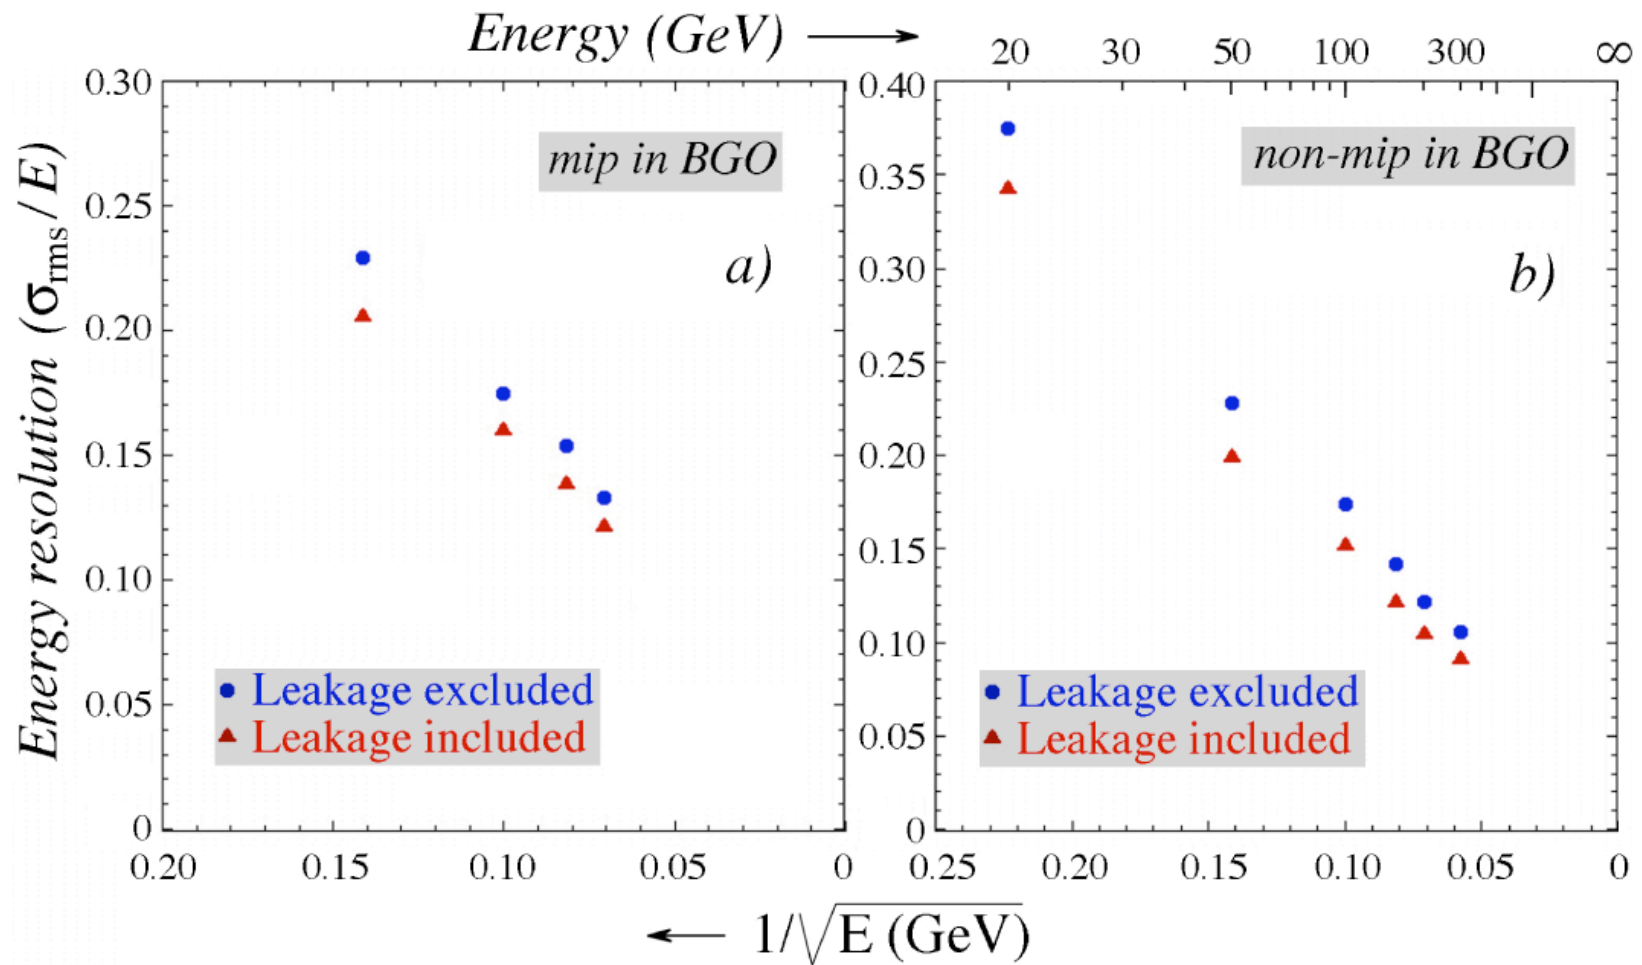 Energy (GeV)
20 30 50 100 300 ∞
0.30
0.25
0.20
0.15
0.10
0.05
0
Energy resolution (σrms / E)
mip in BGO
a)
Leakage excluded
Leakage included
0.20 0.15 0.10 0.05 0
0.40
0.35
0.30
0.25
0.20
0.15
0.10
0.05
0
non-mip in BGO
b)
Leakage excluded
Leakage included
0.25 0.20 0.15 0.10 0.05 0
1/√E (GeV)